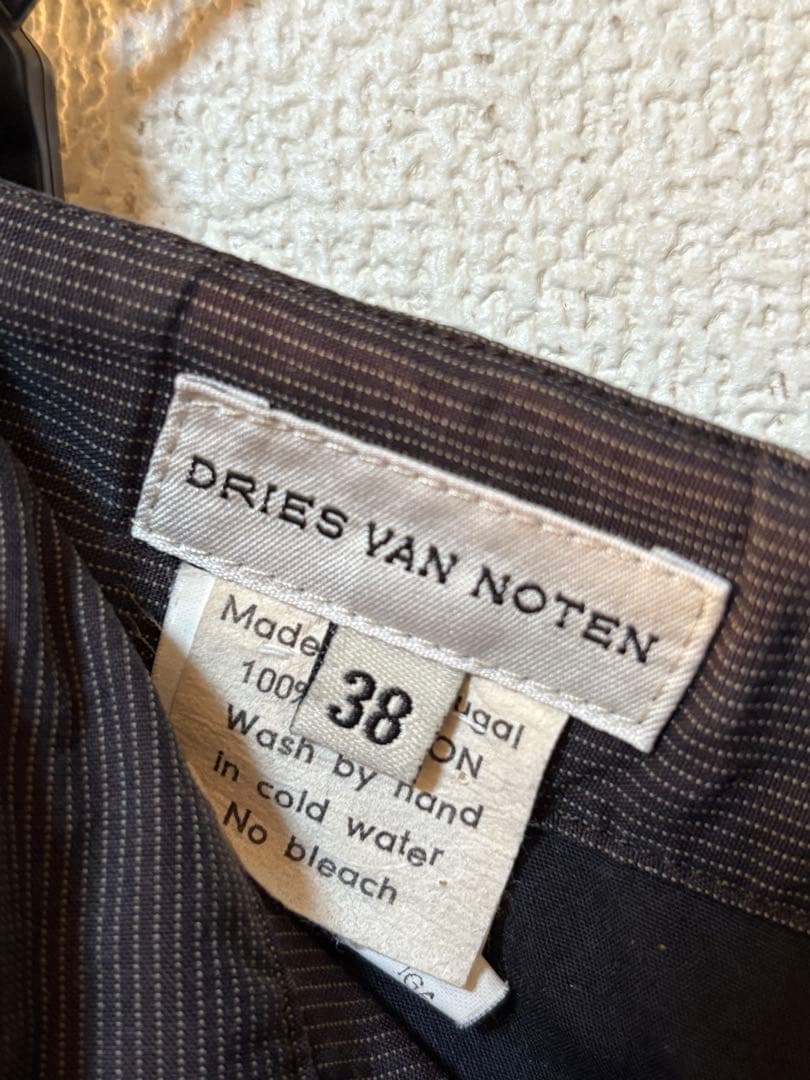 DRIES VAN NOTEN
38
Made ugal
100% ON
Wash by hand
in cold water
No bleach